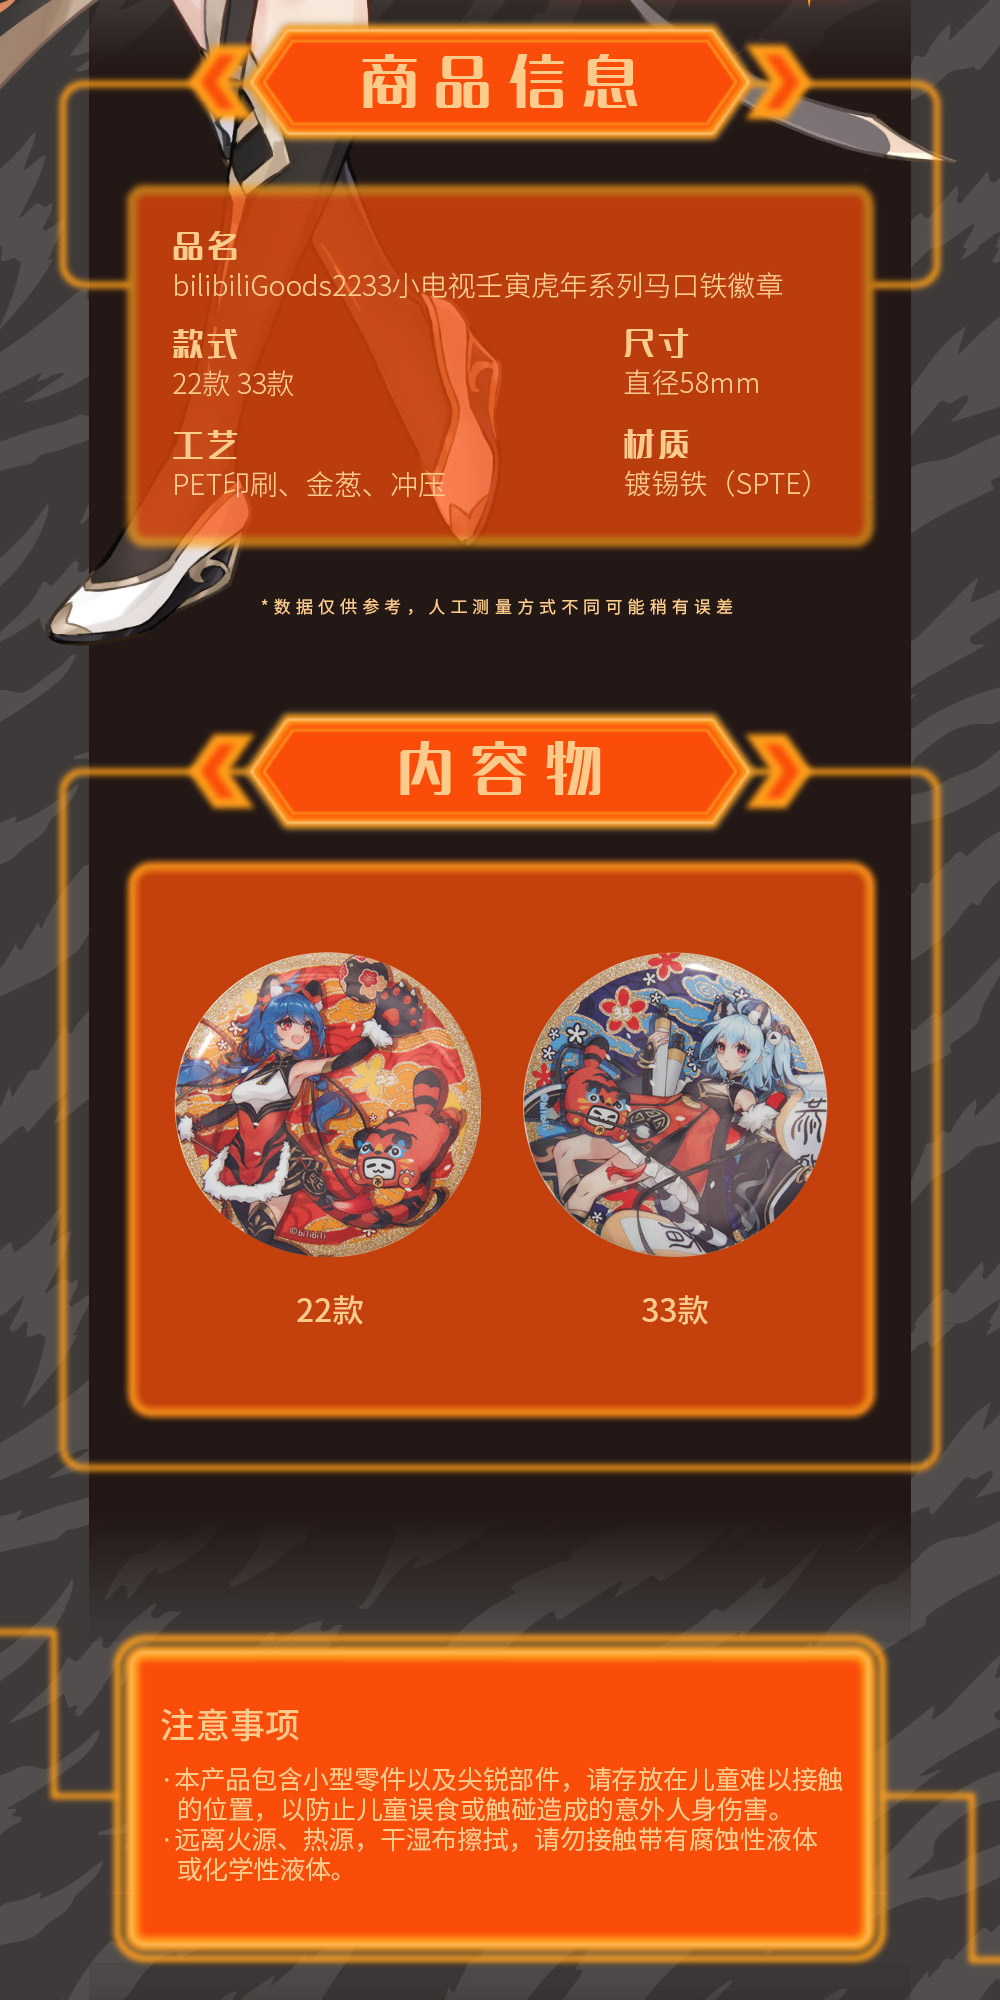 商品信息
品名
bilibiliGoods2233小电视壬寅虎年系列马口铁徽章
款式
22款 33款
尺寸
直径58mm
工艺
PET印刷、金葱、冲压
材质
镀锡铁（SPTE）
*数据仅供参考，人工测量方式不同可能稍有误差
内容物
©bilibili
22款
33款
注意事项
·本产品包含小型零件以及尖锐部件，请存放在儿童难以接触
的位置，以防止儿童误食或触碰造成的意外人身伤害。
·远离火源、热源，干湿布擦拭，请勿接触带有腐蚀性液体
或化学性液体。